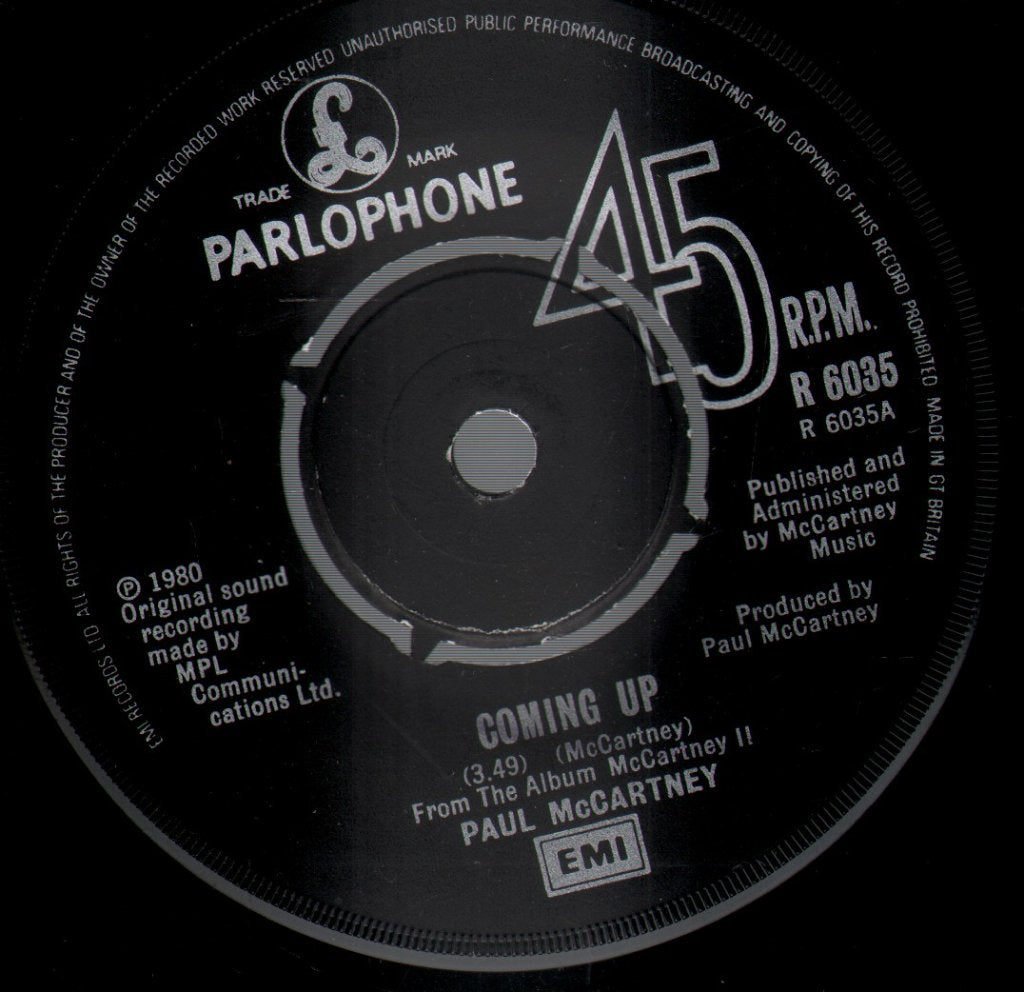 EMI RECORDS LTD ALL RIGHTS OF THE PRODUCER AND OF THE OWNER OF THE RECORDED WORK RESERVED UNAUTHORISED PUBLIC PERFORMANCE BROADCASTING AND COPYING OF THIS RECORD PROHIBITED MADE IN GT BRITAIN
£
TRADE MARK
PARLOPHONE
45
R.P.M.
R 6035
R 6035A
Published and
Administered
by McCartney
Music
Produced by
Paul McCartney
℗ 1980
Original sound
recording
made by
MPL
Communi-
cations Ltd.
COMING UP
(3.49) (McCartney)
From The Album McCartney II
PAUL McCARTNEY
EMI